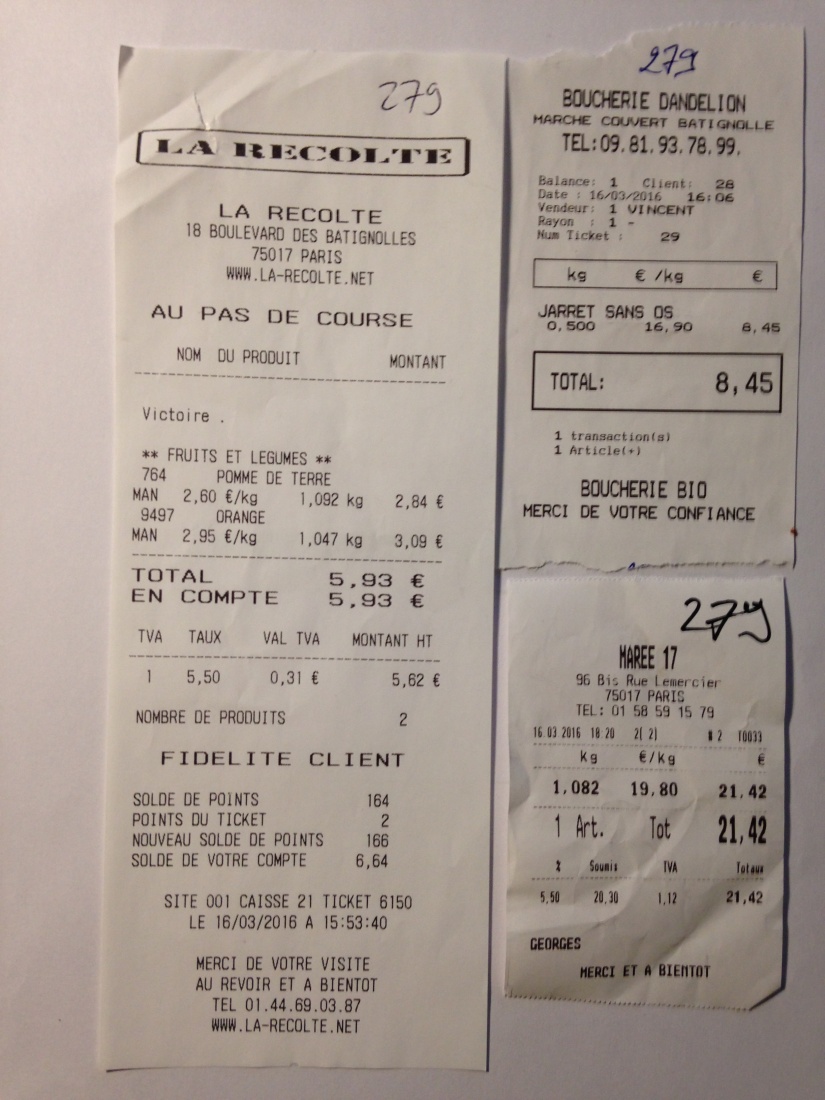 279
LA RECOLTE
LA RECOLTE
18 BOULEVARD DES BATIGNOLLES
75017 PARIS
WWW.LA-RECOLTE.NET
AU PAS DE COURSE
NOM DU PRODUIT MONTANT
Victoire .
** FRUITS ET LEGUMES **
764 POMME DE TERRE
MAN 2,60 €/kg 1,092 kg 2,84 €
9497 ORANGE
MAN 2,95 €/kg 1,047 kg 3,09 €
TOTAL 5,93 €
EN COMPTE 5,93 €
TVA TAUX VAL TVA MONTANT HT
1 5,50 0,31 € 5,62 €
NOMBRE DE PRODUITS 2
FIDELITE CLIENT
SOLDE DE POINTS 164
POINTS DU TICKET 2
NOUVEAU SOLDE DE POINTS 166
SOLDE DE VOTRE COMPTE 6,64
SITE 001 CAISSE 21 TICKET 6150
LE 16/03/2016 A 15:53:40
MERCI DE VOTRE VISITE
AU REVOIR ET A BIENTOT
TEL 01.44.69.03.87
WWW.LA-RECOLTE.NET
279
BOUCHERIE DANDELION
MARCHE COUVERT BATIGNOLLE
TEL:09.81.93.78.99.
Balance: 1 Client: 28
Date : 16/03/2016 16:06
Vendeur: 1 VINCENT
Rayon : 1 -
Num Ticket : 29
kg € /kg €
JARRET SANS OS
0,500 16,90 8,45
TOTAL: 8,45
1 transaction(s)
1 Article(+)
BOUCHERIE BIO
MERCI DE VOTRE CONFIANCE
279
MAREE 17
96 Bis Rue Lemercier
75017 PARIS
TEL: 01 58 59 15 79
16.03.2016 18:20 2( 2) # 2 10033
kg €/kg €
1,082 19,80 21,42
1 Art. Tot 21,42
% Soumis TVA Totaux
5,50 20,30 1,12 21,42
GEORGES
MERCI ET A BIENTOT